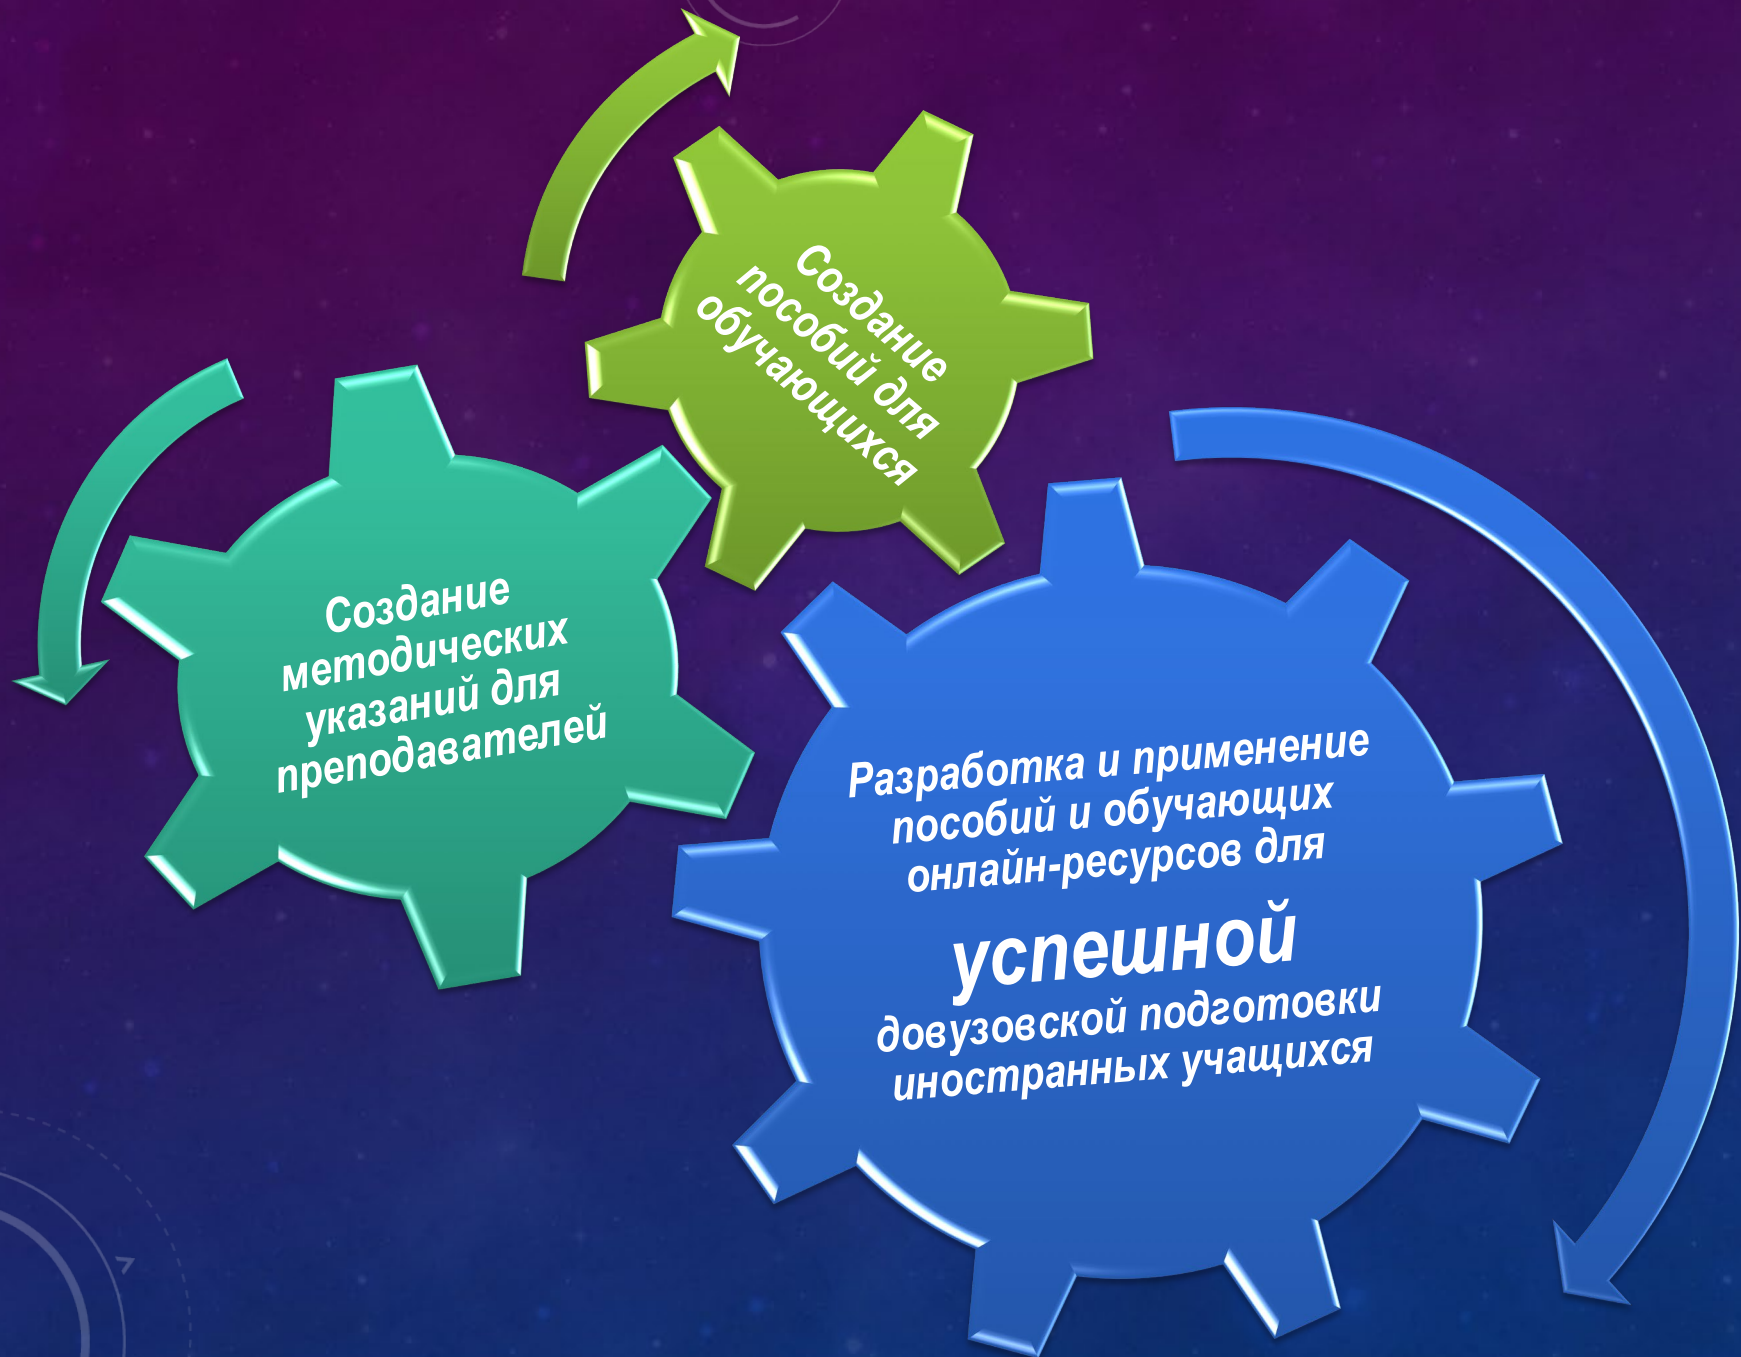 Создание
пособий для
обучающихся
Создание
методических
указаний для
преподавателей
Разработка и применение
пособий и обучающих
онлайн-ресурсов для
успешной
довузовской подготовки
иностранных учащихся